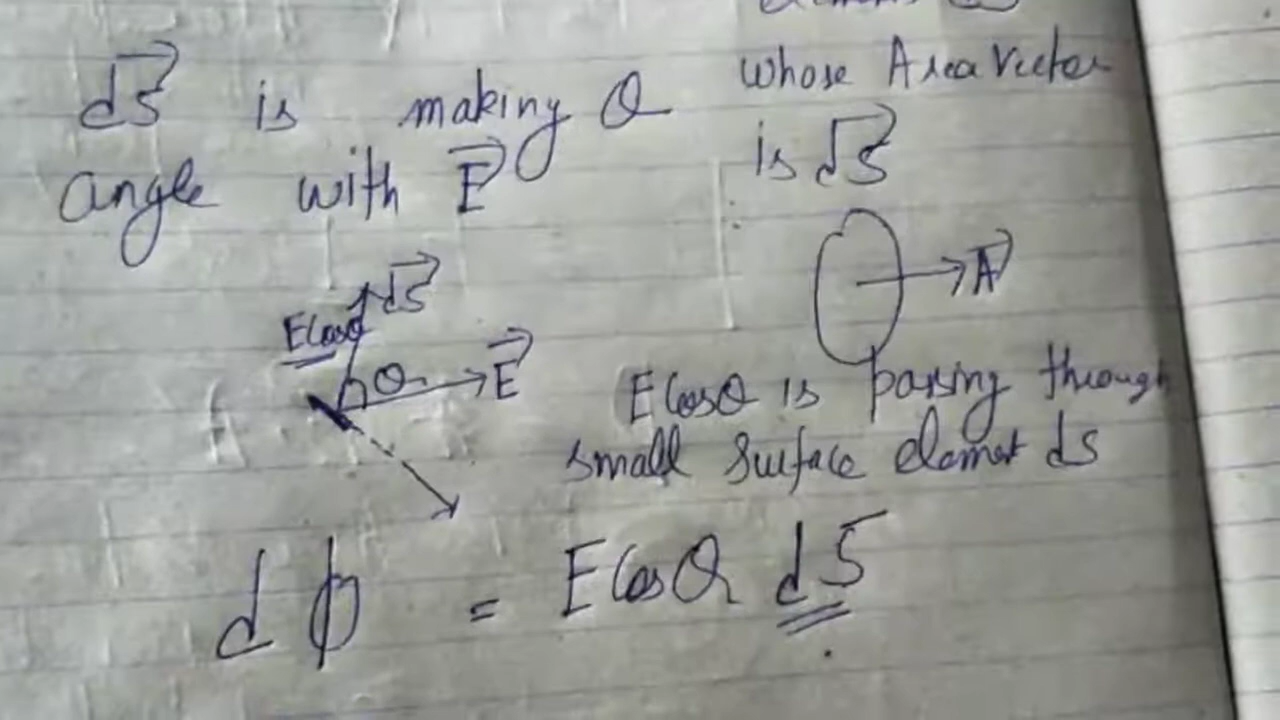 dS⃗ is making θ
angle with E⃗
whose Area Vector
is dS⃗
Ecosθ dS⃗
θ E⃗
A⃗
E Cosθ is passing through
small surface element ds
dϕ = E Cosθ dS